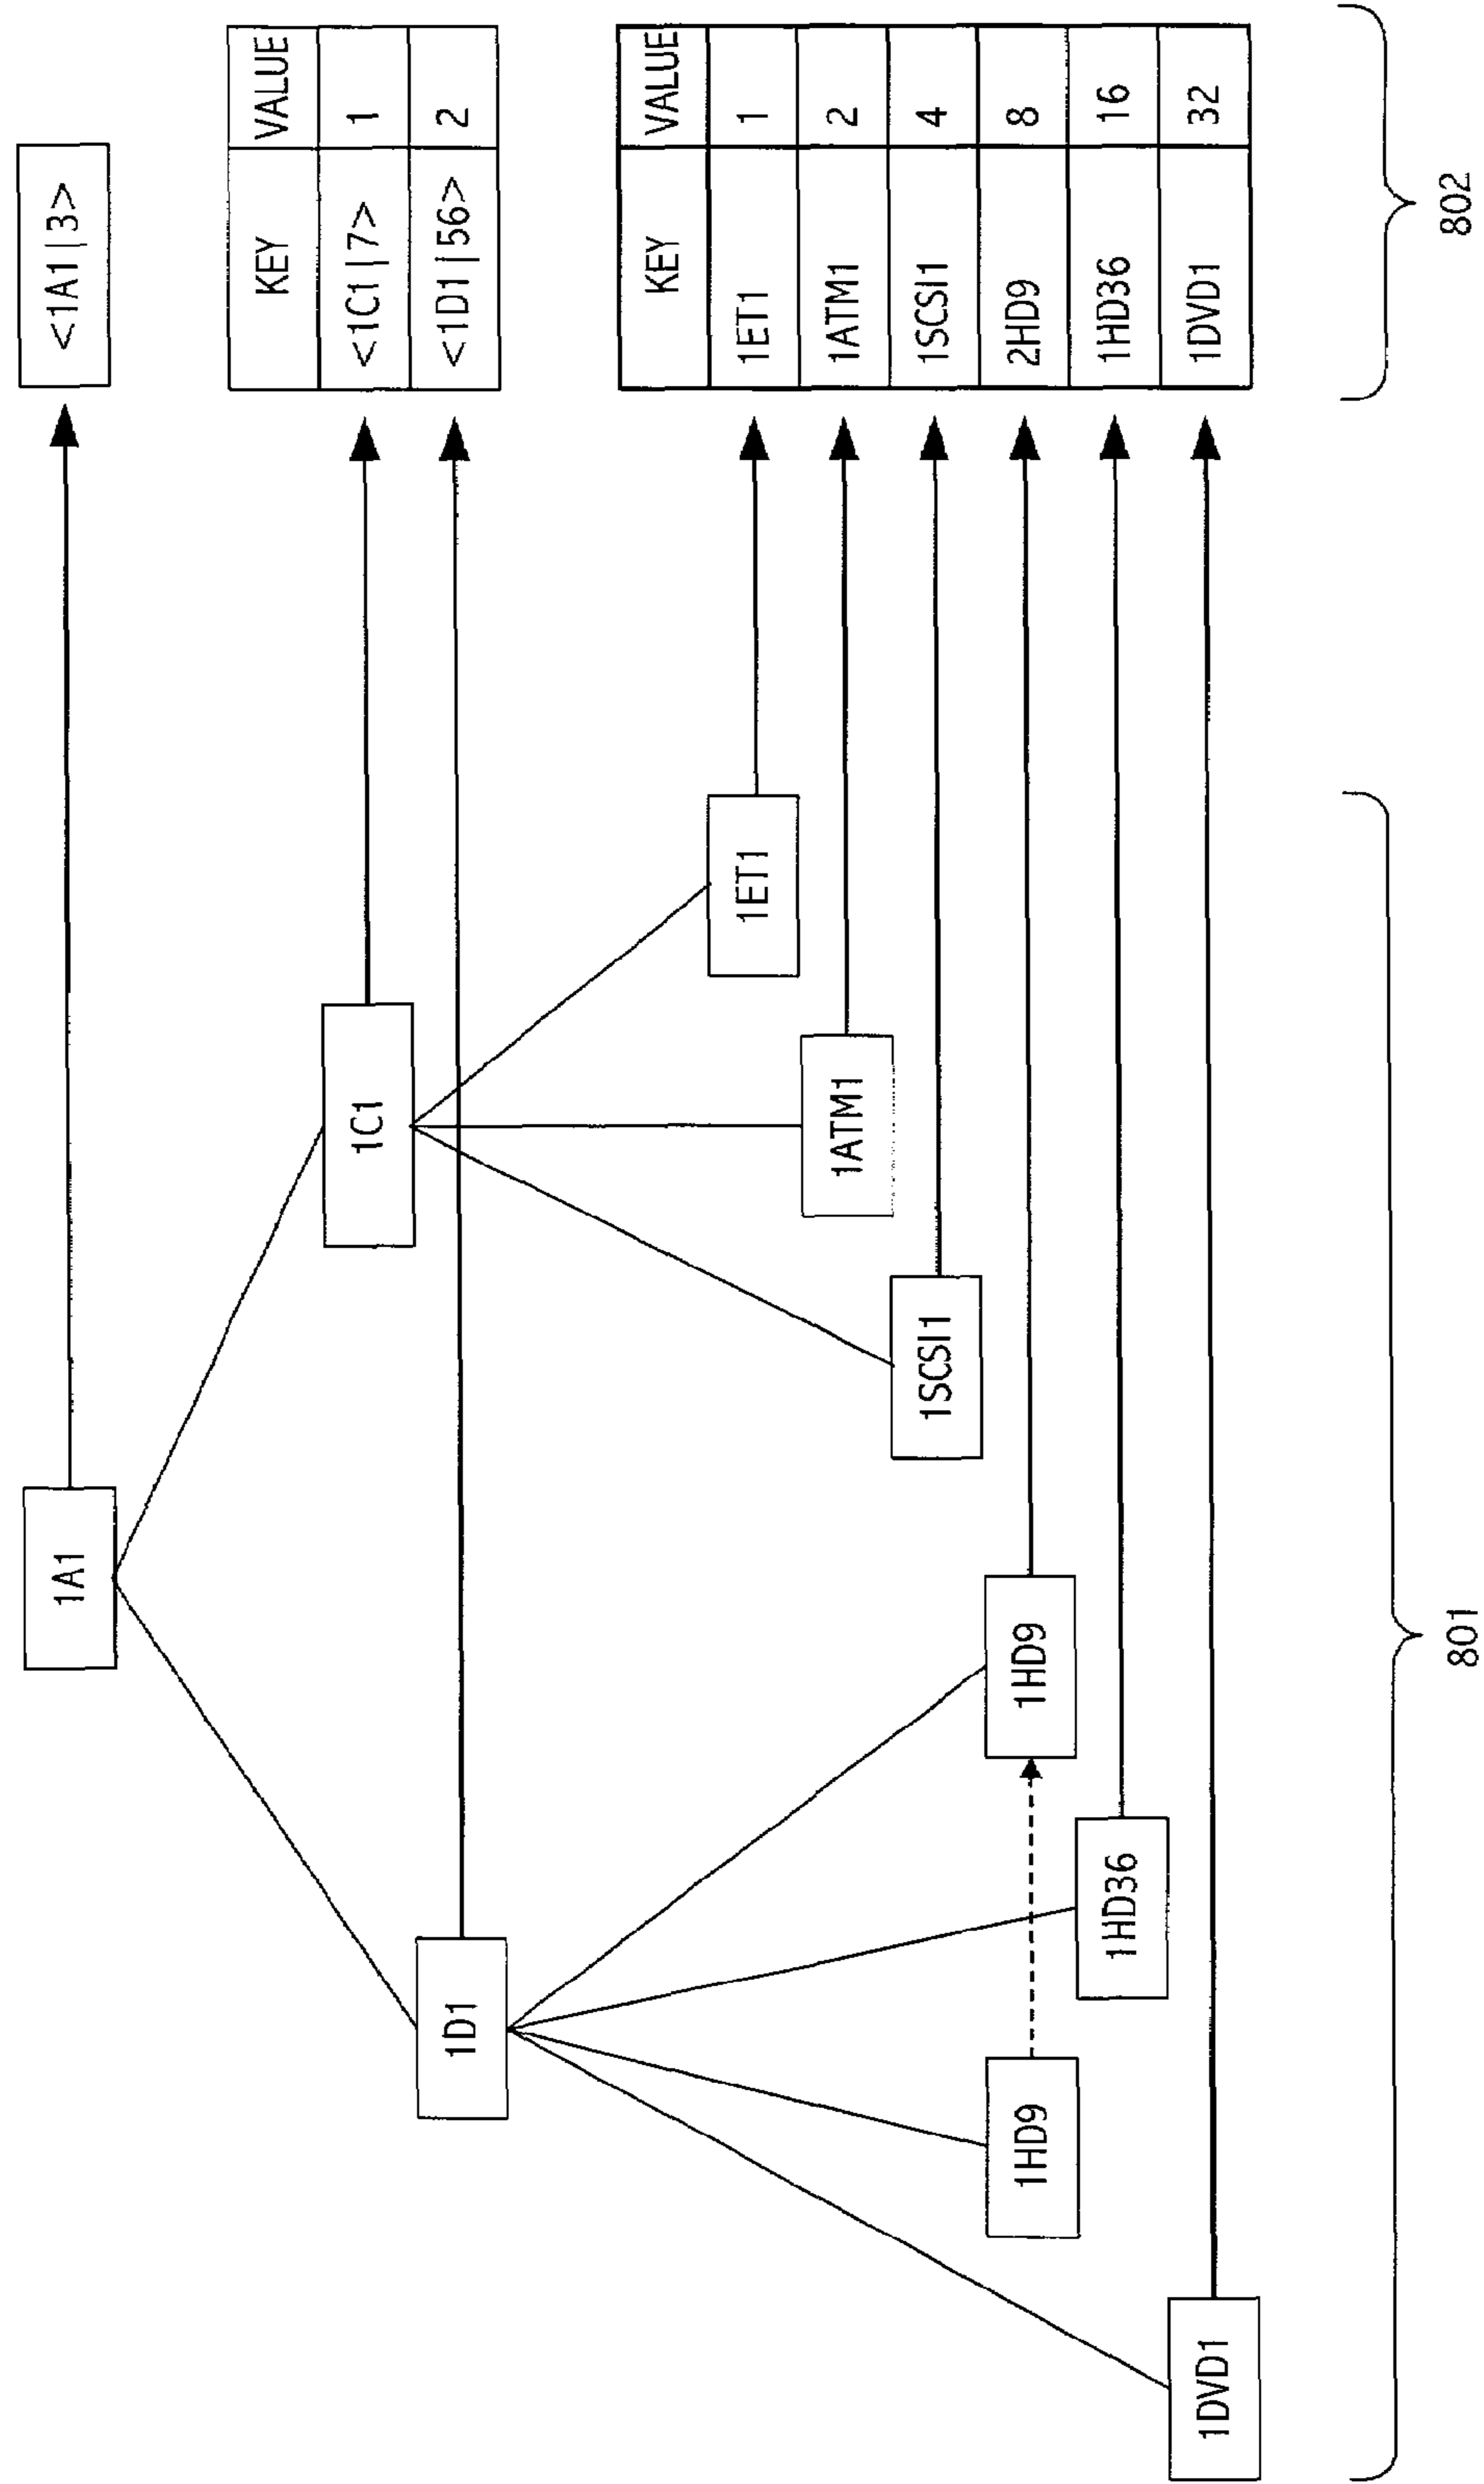 1A1
<1A1|3>
KEY VALUE
1C1
<1C1|7> 1
1D1
<1D1|56> 2
KEY VALUE
1ET1
1ET1 1
1ATM1
1ATM1 2
1SCSI1
1SCSI1 4
1HD9
1HD9
2HD9 8
1HD36
1HD36 16
1DVD1
1DVD1 32
801
802